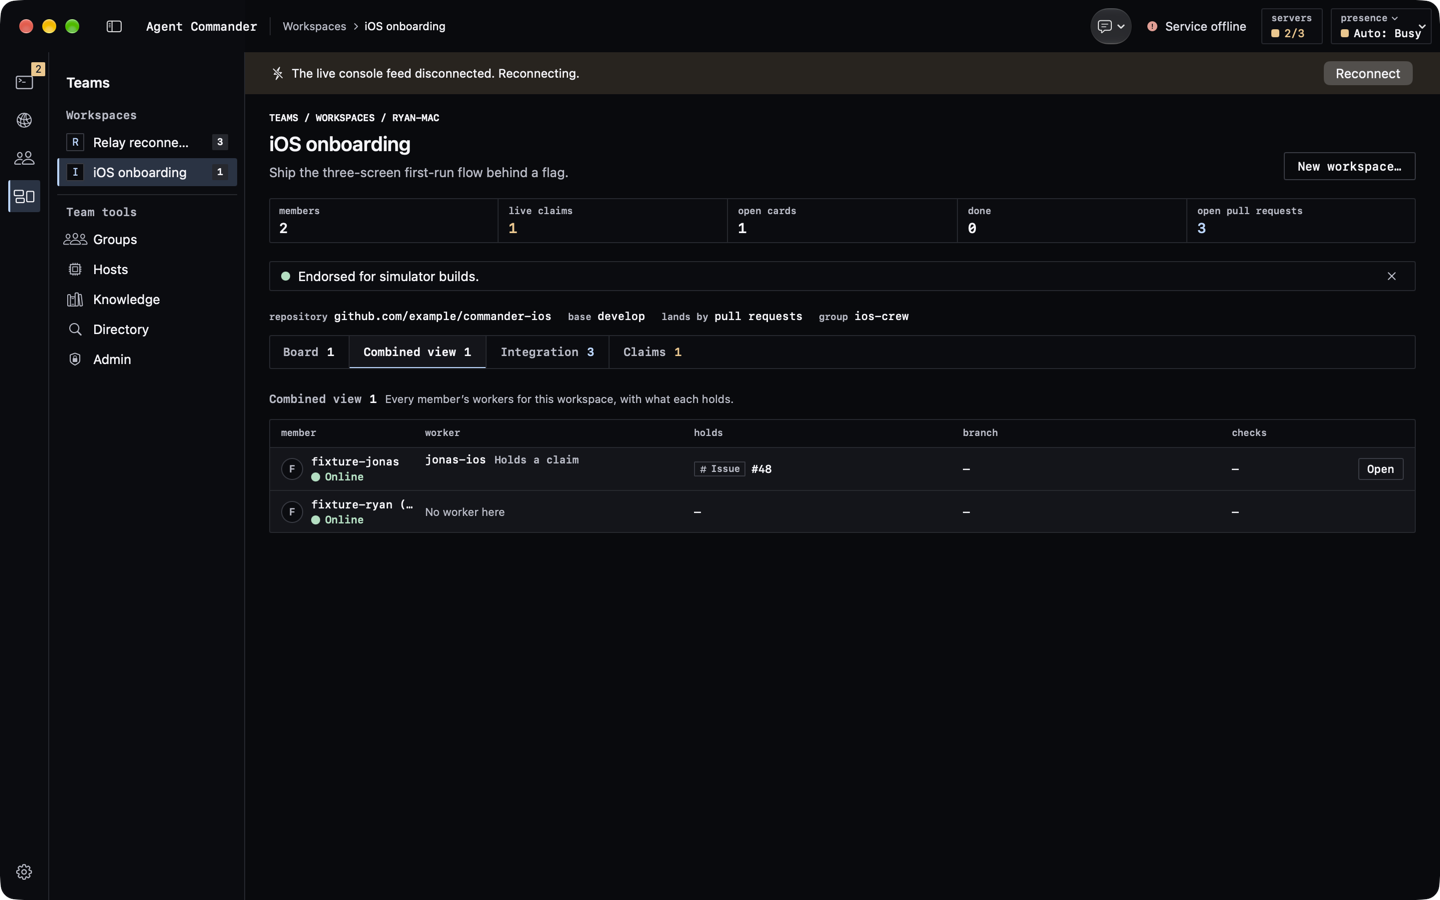 Agent Commander
Workspaces > iOS onboarding
Service offline
servers
2/3
presence
Auto: Busy
2
Teams
Workspaces
R Relay reconne... 3
I iOS onboarding 1
Team tools
Groups
Hosts
Knowledge
Directory
Admin
The live console feed disconnected. Reconnecting.
Reconnect
TEAMS / WORKSPACES / RYAN-MAC
iOS onboarding
Ship the three-screen first-run flow behind a flag.
New workspace…
members
2
live claims
1
open cards
1
done
0
open pull requests
3
Endorsed for simulator builds.
repository github.com/example/commander-ios base develop lands by pull requests group ios-crew
Board 1 Combined view 1 Integration 3 Claims 1
Combined view 1 Every member's workers for this workspace, with what each holds.
member worker holds branch checks
F fixture-jonas
Online
jonas-ios Holds a claim
# Issue #48
—
—
Open
F fixture-ryan (…
Online
No worker here
—
—
—